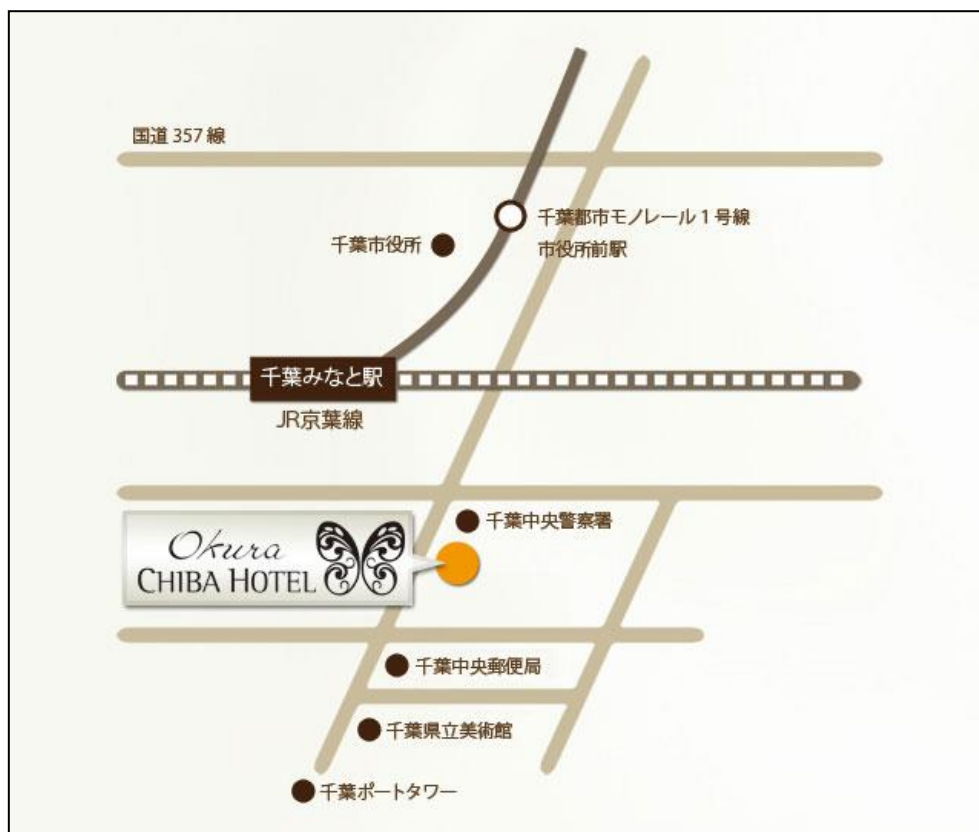 国道 357 線
千葉都市モノレール 1 号線
市役所前駅
千葉市役所
千葉みなと駅
JR京葉線
千葉中央警察署
Okura
CHIBA HOTEL
千葉中央郵便局
千葉県立美術館
千葉ポートタワー